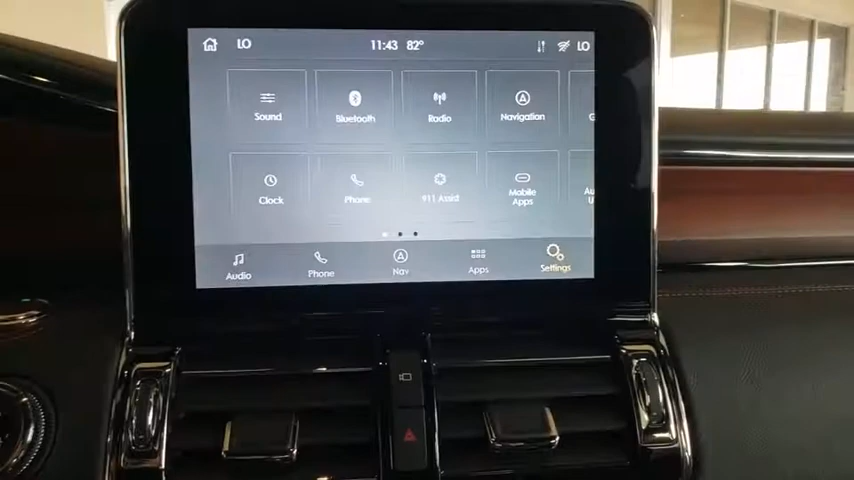 LO 11:43 82° LO
Sound Bluetooth Radio Navigation
Clock Phone 911 Assist Mobile Apps
Audio Phone Nav Apps Settings